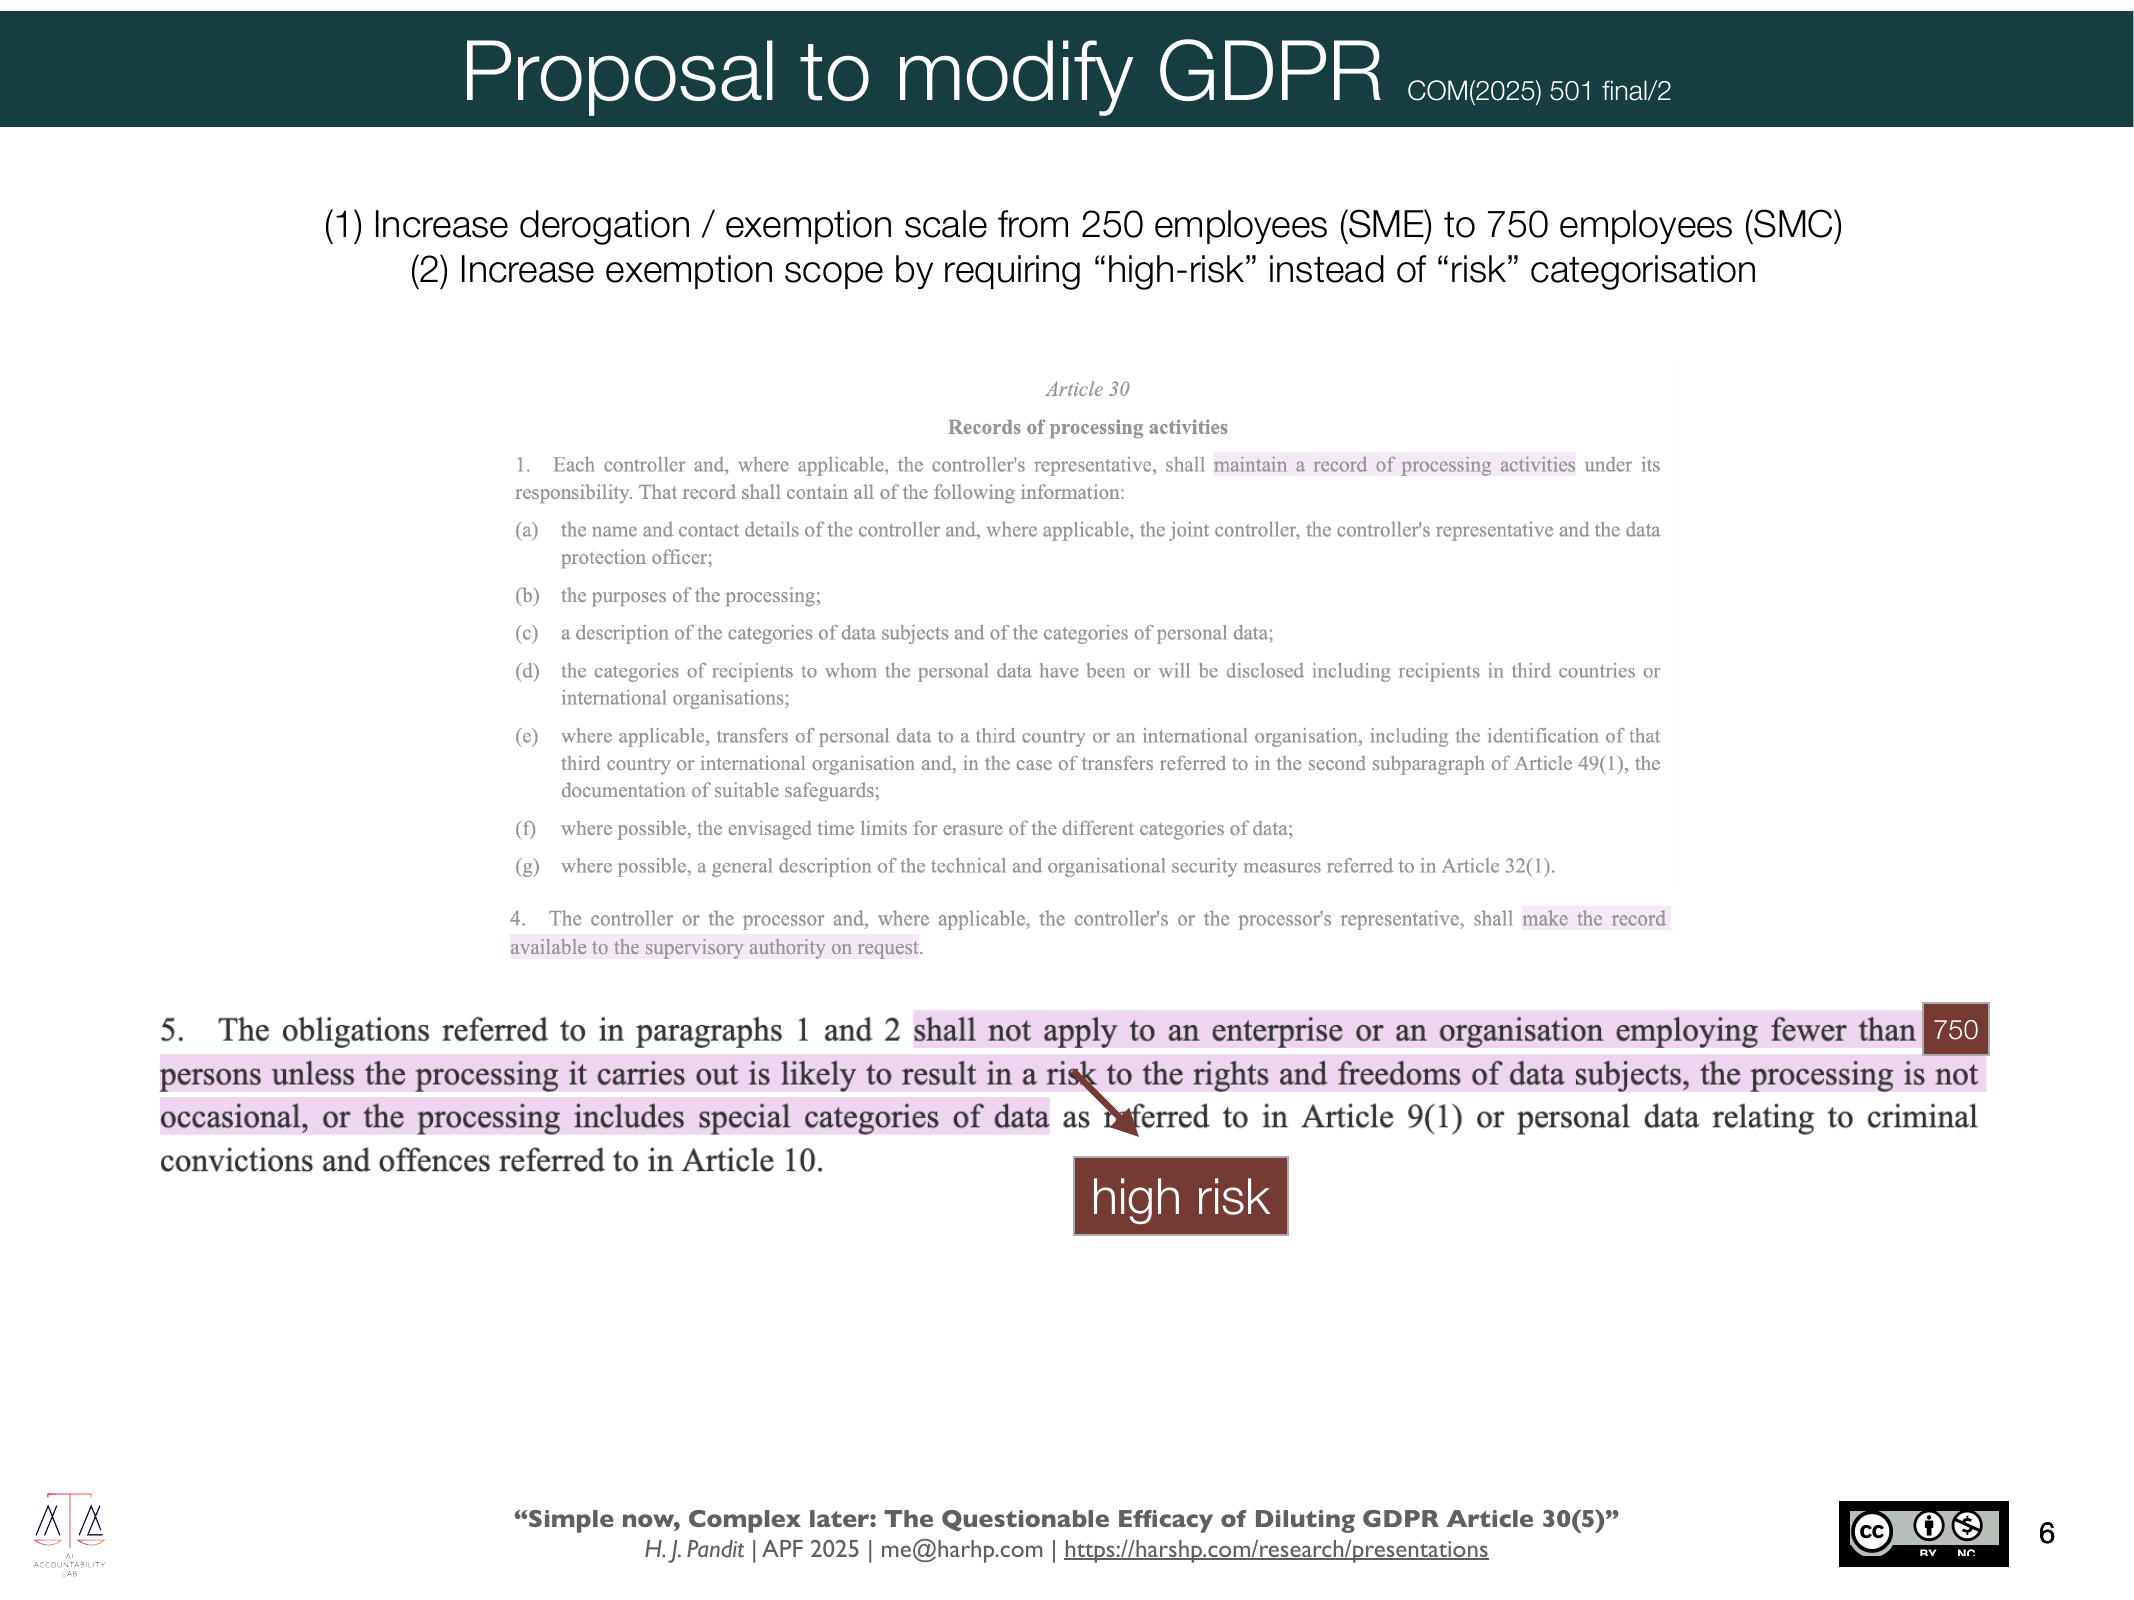 Proposal to modify GDPR COM(2025) 501 final/2
(1) Increase derogation / exemption scale from 250 employees (SME) to 750 employees (SMC)
(2) Increase exemption scope by requiring “high-risk” instead of “risk” categorisation
Article 30
Records of processing activities
1. Each controller and, where applicable, the controller's representative, shall maintain a record of processing activities under its
responsibility. That record shall contain all of the following information:
(a) the name and contact details of the controller and, where applicable, the joint controller, the controller's representative and the data
protection officer;
(b) the purposes of the processing;
(c) a description of the categories of data subjects and of the categories of personal data;
(d) the categories of recipients to whom the personal data have been or will be disclosed including recipients in third countries or
international organisations;
(e) where applicable, transfers of personal data to a third country or an international organisation, including the identification of that
third country or international organisation and, in the case of transfers referred to in the second subparagraph of Article 49(1), the
documentation of suitable safeguards;
(f) where possible, the envisaged time limits for erasure of the different categories of data;
(g) where possible, a general description of the technical and organisational security measures referred to in Article 32(1).
4. The controller or the processor and, where applicable, the controller's or the processor's representative, shall make the record
available to the supervisory authority on request.
5. The obligations referred to in paragraphs 1 and 2 shall not apply to an enterprise or an organisation employing fewer than 750
persons unless the processing it carries out is likely to result in a risk to the rights and freedoms of data subjects, the processing is not
occasional, or the processing includes special categories of data as referred to in Article 9(1) or personal data relating to criminal
convictions and offences referred to in Article 10.
high risk
AI
ACCOUNTABILITY
LAB
“Simple now, Complex later: The Questionable Efficacy of Diluting GDPR Article 30(5)”
H. J. Pandit | APF 2025 | me@harhp.com | https://harshp.com/research/presentations
cc
BY NC
6